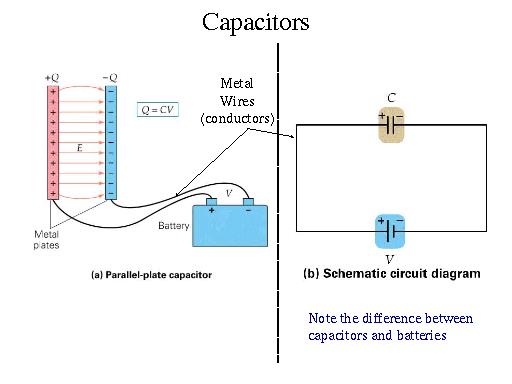 Capacitors
+Q
−Q
Q = CV
E
Metal
plates
Battery
V
+
−
(a) Parallel-plate capacitor
Metal
Wires
(conductors)
C
+ −
+ −
V
(b) Schematic circuit diagram
Note the difference between
capacitors and batteries